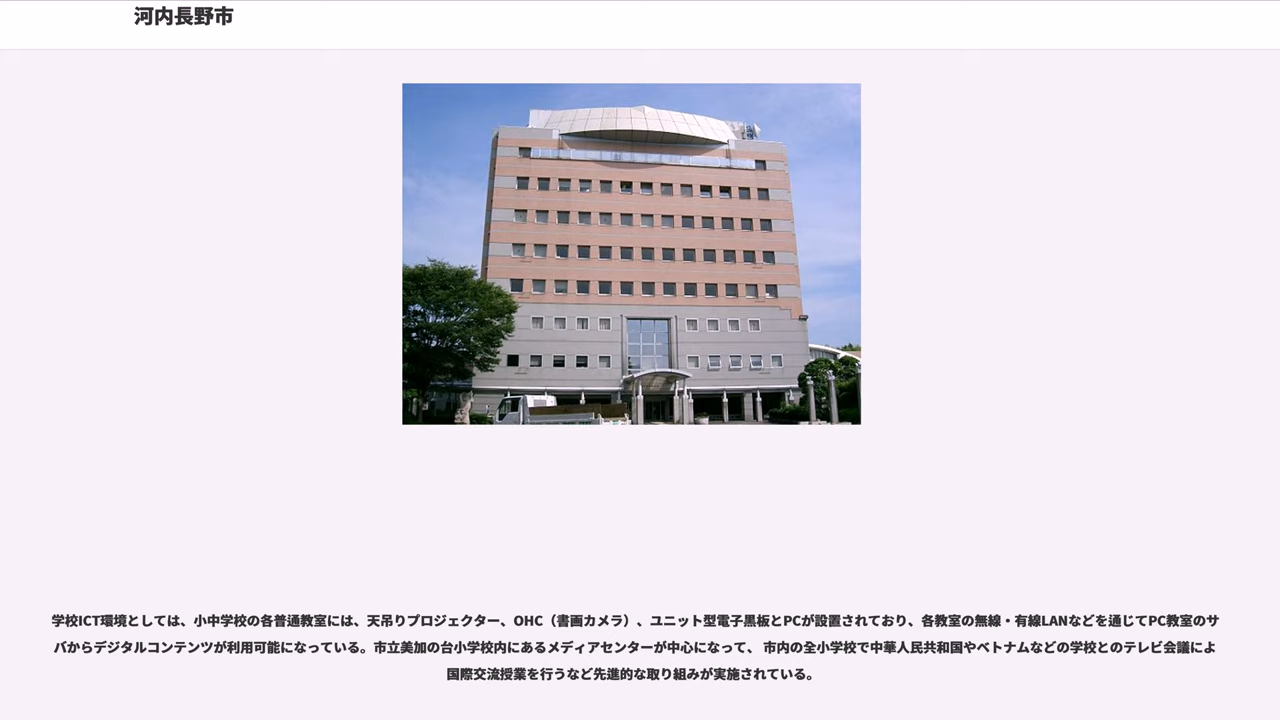 河内長野市
学校ICT環境としては、小中学校の各普通教室には、天吊りプロジェクター、OHC（書画カメラ）、ユニット型電子黒板とPCが設置されており、各教室の無線・有線LANなどを通じてPC教室のサ
バからデジタルコンテンツが利用可能になっている。市立美加の台小学校内にあるメディアセンターが中心になって、 市内の全小学校で中華人民共和国やベトナムなどの学校とのテレビ会議によ
国際交流授業を行うなど先進的な取り組みが実施されている。